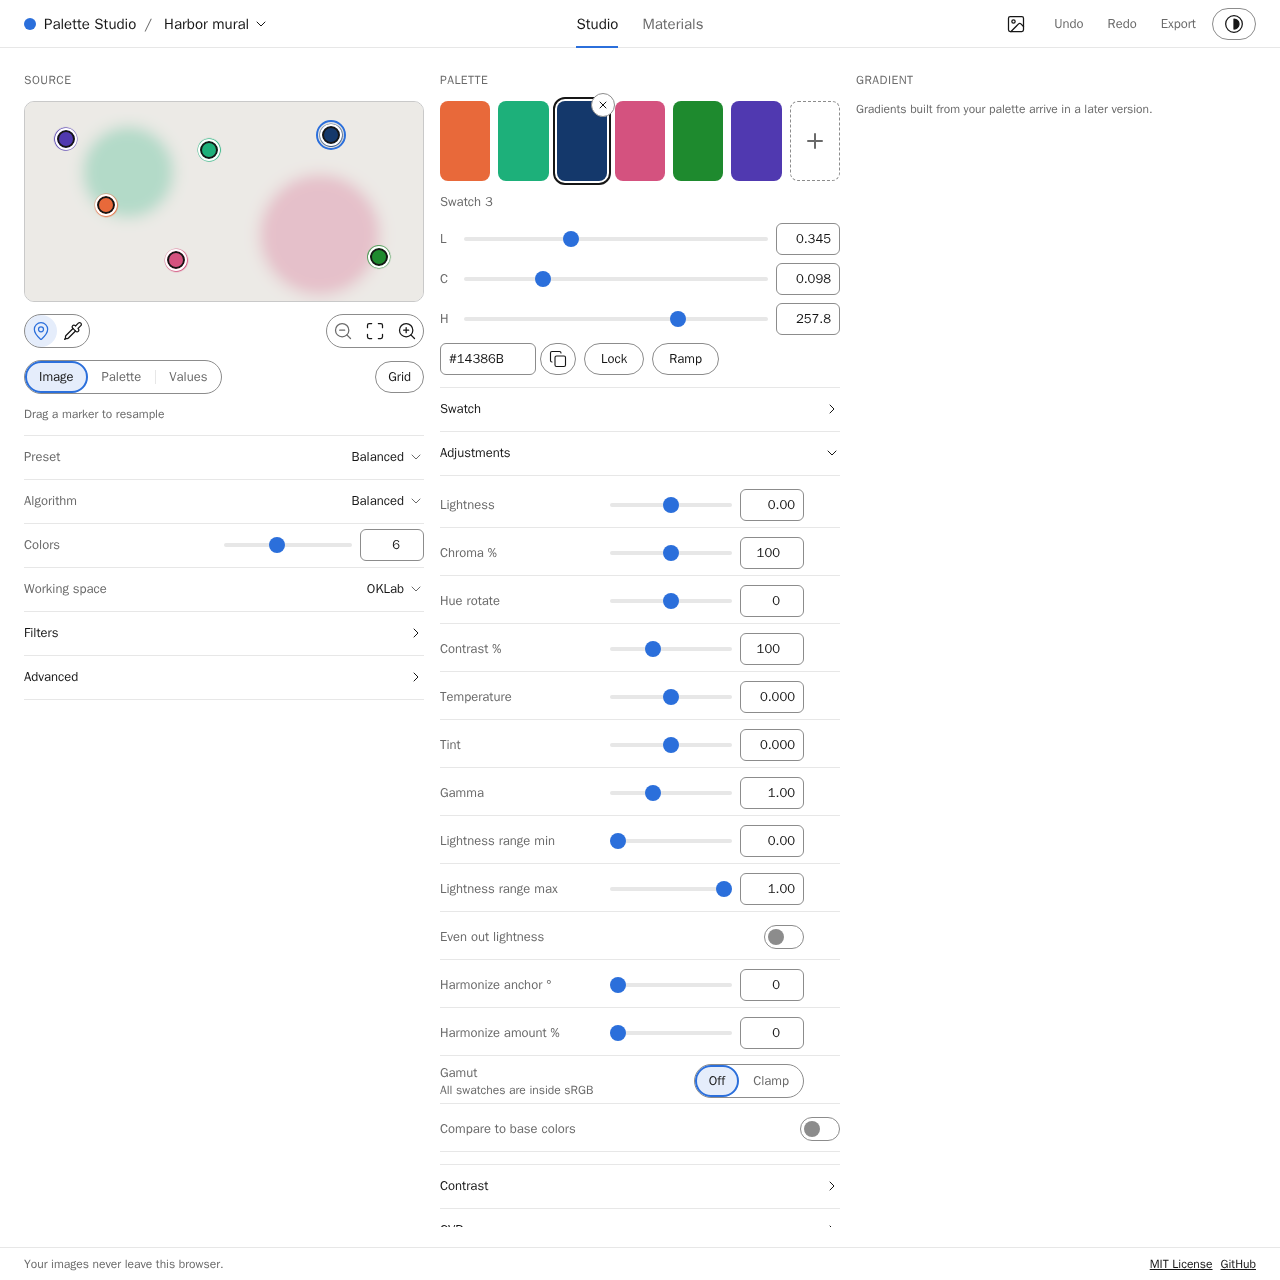 Palette Studio / Harbor mural
Studio
Materials
Undo
Redo
Export
SOURCE
Image
Palette
Values
Grid
Drag a marker to resample
Preset
Balanced
Algorithm
Balanced
Colors
6
Working space
OKLab
Filters
Advanced
PALETTE
Swatch 3
L
0.345
C
0.098
H
257.8
#14386B
Lock
Ramp
Swatch
Adjustments
Lightness
0.00
Chroma %
100
Hue rotate
0
Contrast %
100
Temperature
0.000
Tint
0.000
Gamma
1.00
Lightness range min
0.00
Lightness range max
1.00
Even out lightness
Harmonize anchor °
0
Harmonize amount %
0
Gamut
All swatches are inside sRGB
Off
Clamp
Compare to base colors
Contrast
GRADIENT
Gradients built from your palette arrive in a later version.
Your images never leave this browser.
MIT License
GitHub